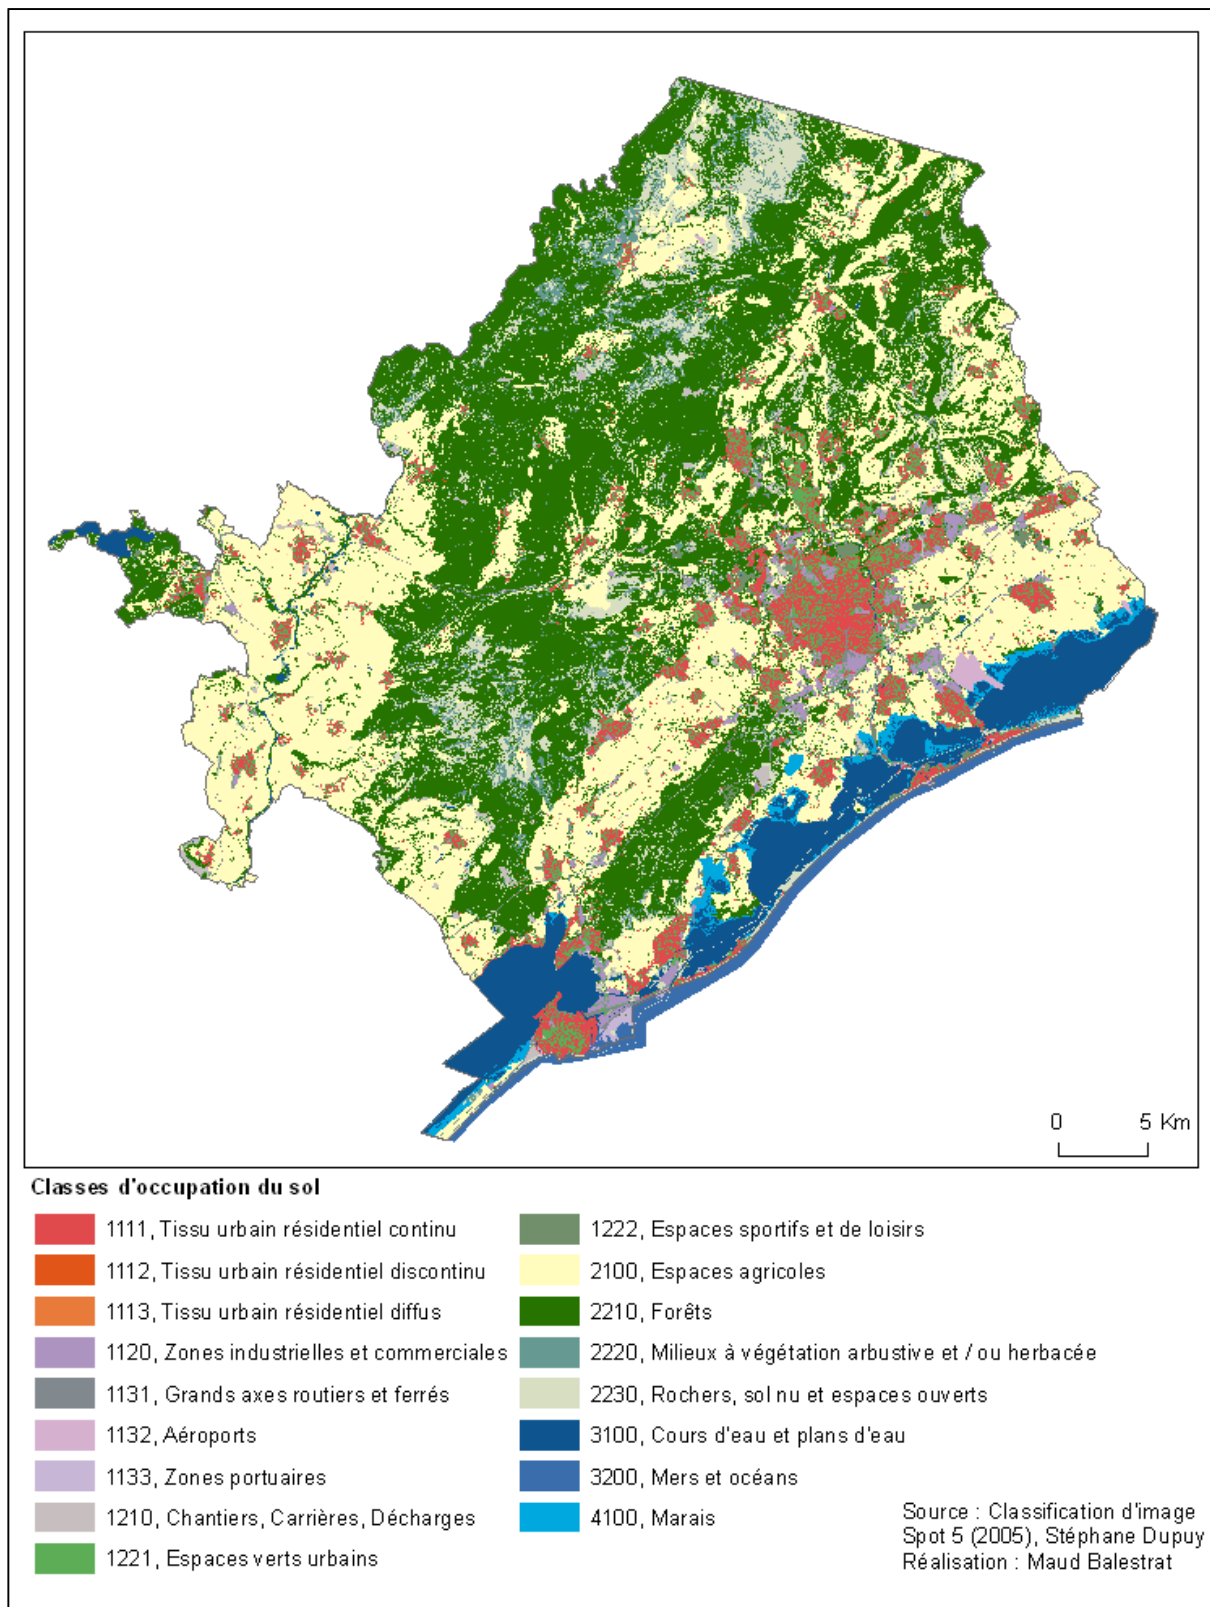 0 5 Km
Classes d'occupation du sol
1111, Tissu urbain résidentiel continu
1112, Tissu urbain résidentiel discontinu
1113, Tissu urbain résidentiel diffus
1120, Zones industrielles et commerciales
1131, Grands axes routiers et ferrés
1132, Aéroports
1133, Zones portuaires
1210, Chantiers, Carrières, Décharges
1221, Espaces verts urbains
1222, Espaces sportifs et de loisirs
2100, Espaces agricoles
2210, Forêts
2220, Milieux à végétation arbustive et / ou herbacée
2230, Rochers, sol nu et espaces ouverts
3100, Cours d'eau et plans d'eau
3200, Mers et océans
4100, Marais
Source : Classification d'image
Spot 5 (2005), Stéphane Dupuy
Réalisation : Maud Balestrat